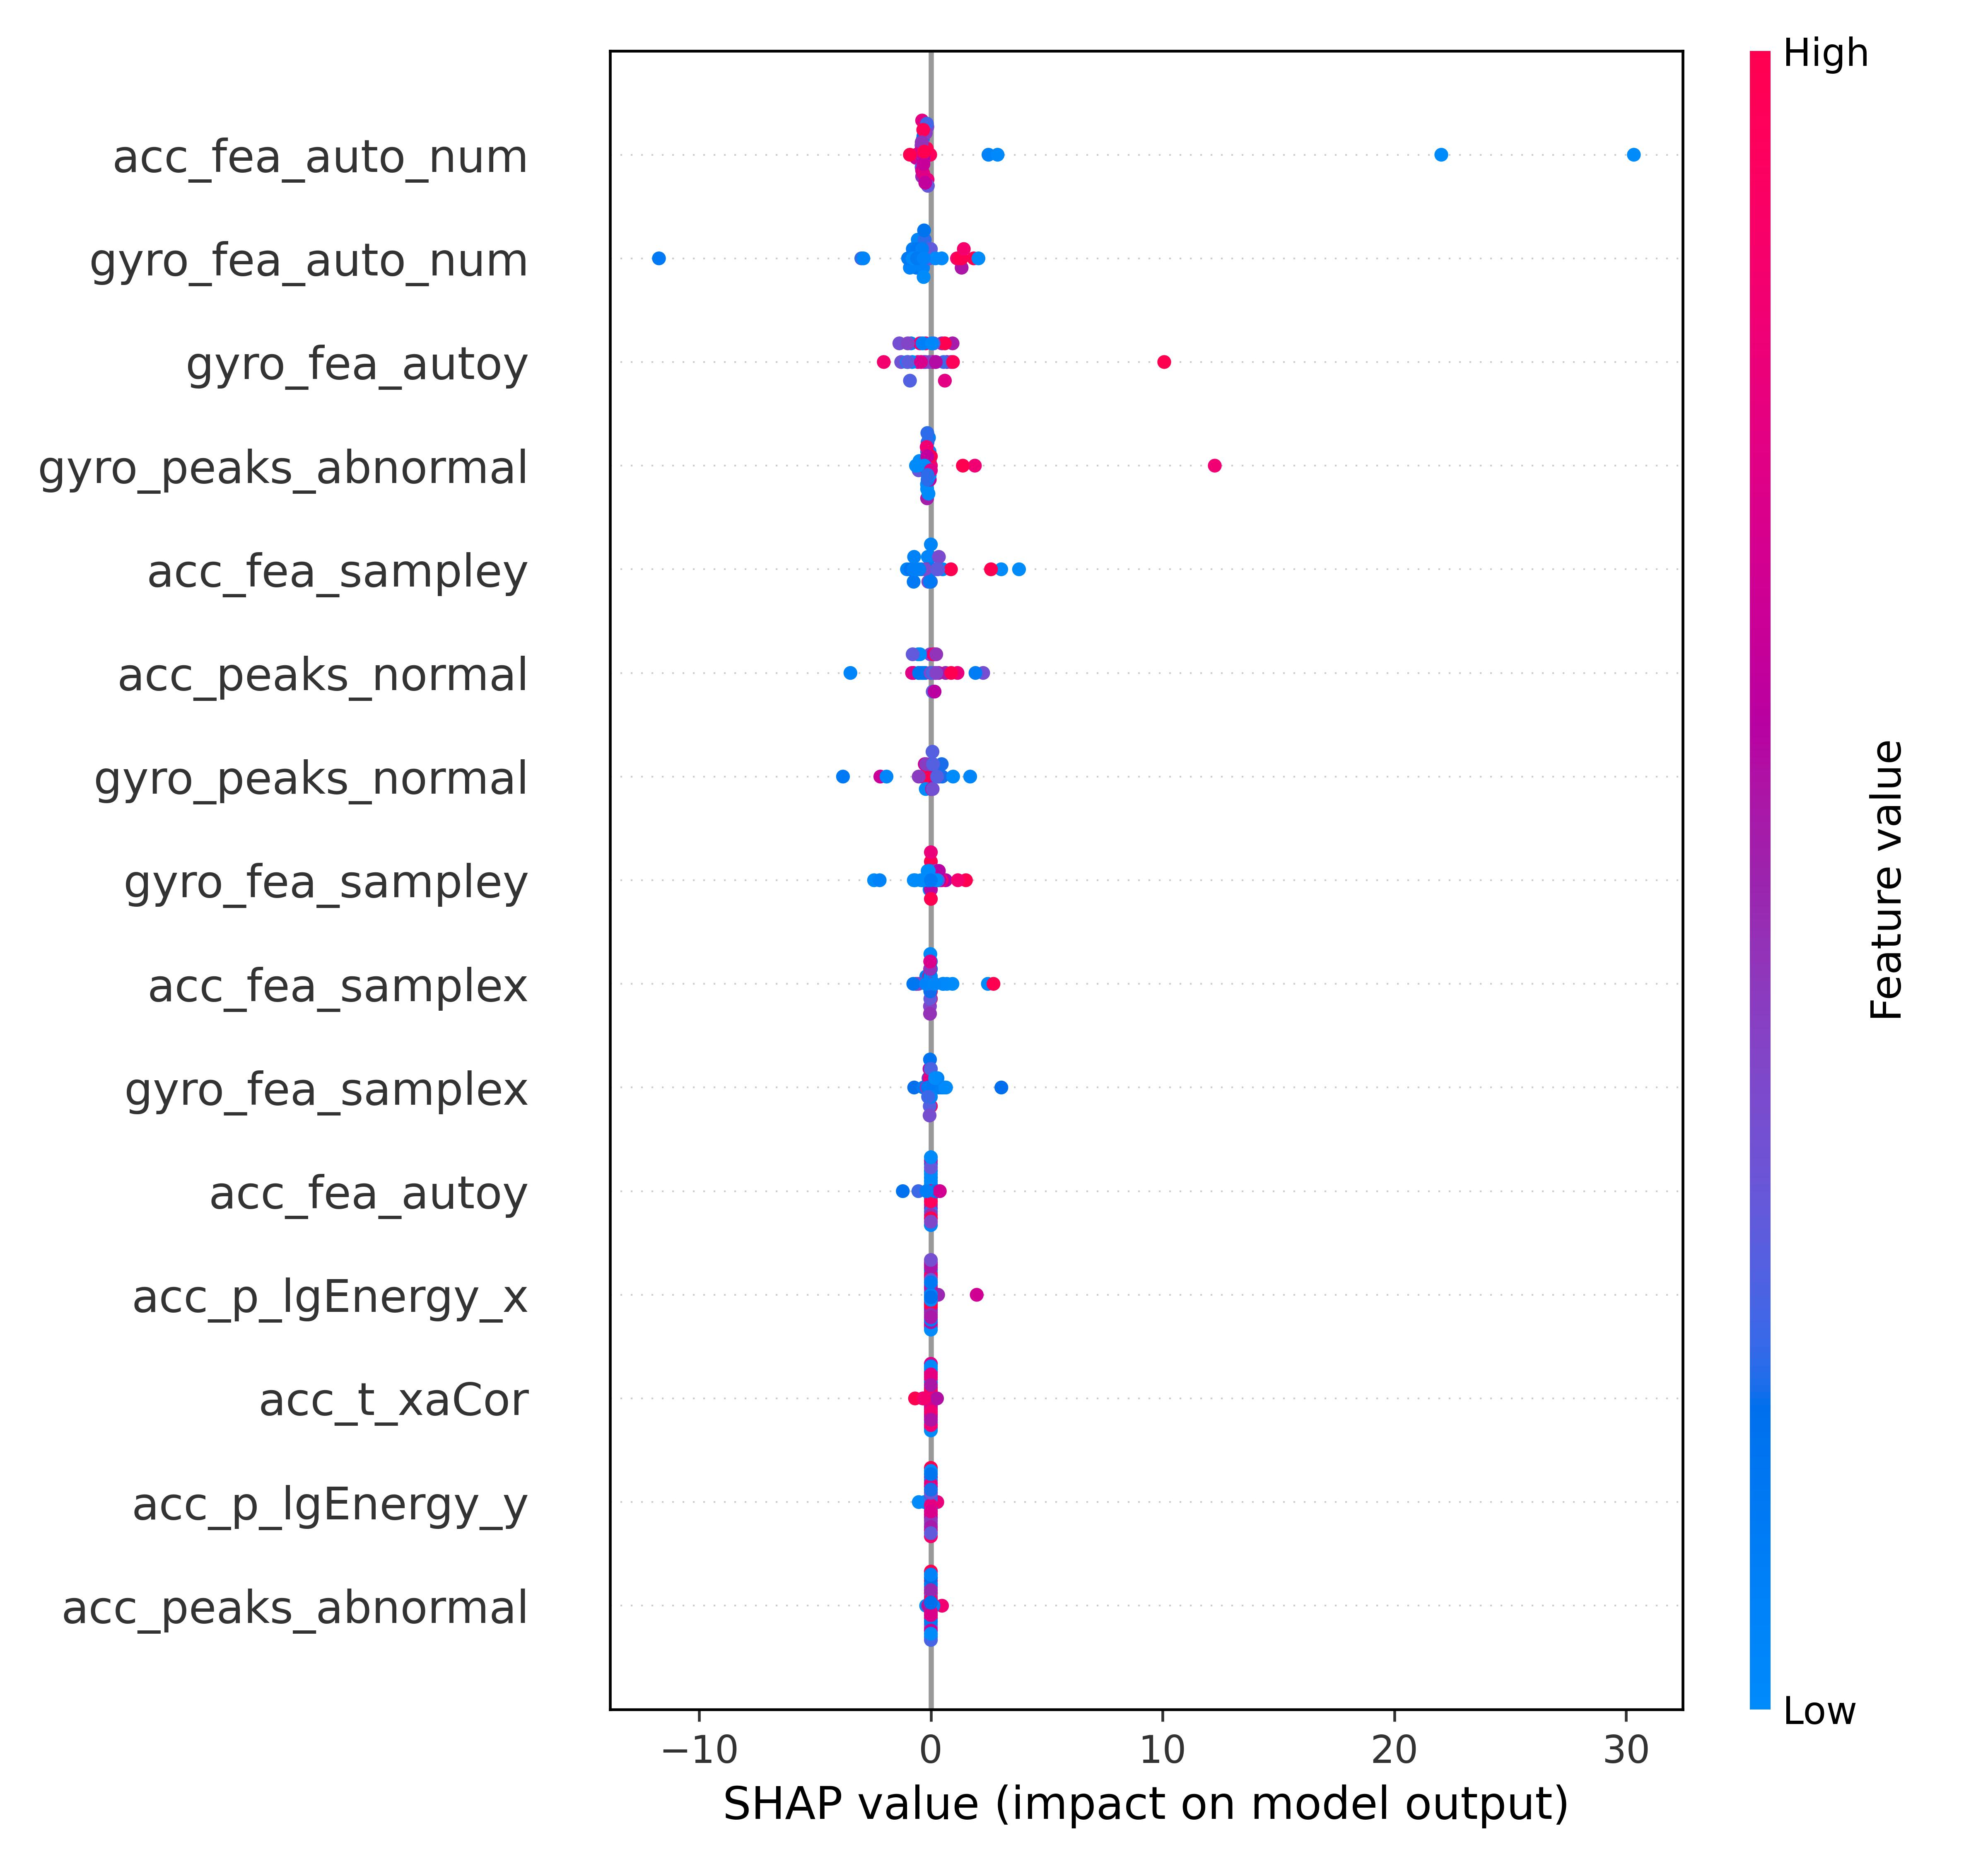 High
acc_fea_auto_num
gyro_fea_auto_num
gyro_fea_autoy
gyro_peaks_abnormal
acc_fea_sampley
acc_peaks_normal
gyro_peaks_normal
gyro_fea_sampley
acc_fea_samplex
gyro_fea_samplex
acc_fea_autoy
acc_p_lgEnergy_x
acc_t_xaCor
acc_p_lgEnergy_y
acc_peaks_abnormal
Feature value
Low
−10 0 10 20 30
SHAP value (impact on model output)